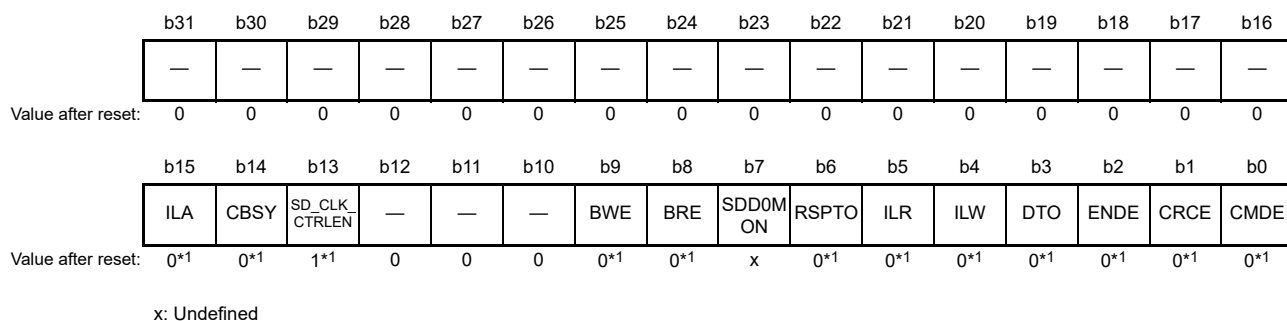 b31 b30 b29 b28 b27 b26 b25 b24 b23 b22 b21 b20 b19 b18 b17 b16
— — — — — — — — — — — — — — — —
Value after reset: 0 0 0 0 0 0 0 0 0 0 0 0 0 0 0 0
b15 b14 b13 b12 b11 b10 b9 b8 b7 b6 b5 b4 b3 b2 b1 b0
ILA CBSY SD_CLK_ — — — BWE BRE SDD0M RSPTO ILR ILW DTO ENDE CRCE CMDE
CTRLEN ON
Value after reset: 0*1 0*1 1*1 0 0 0 0*1 0*1 x 0*1 0*1 0*1 0*1 0*1 0*1 0*1
x: Undefined